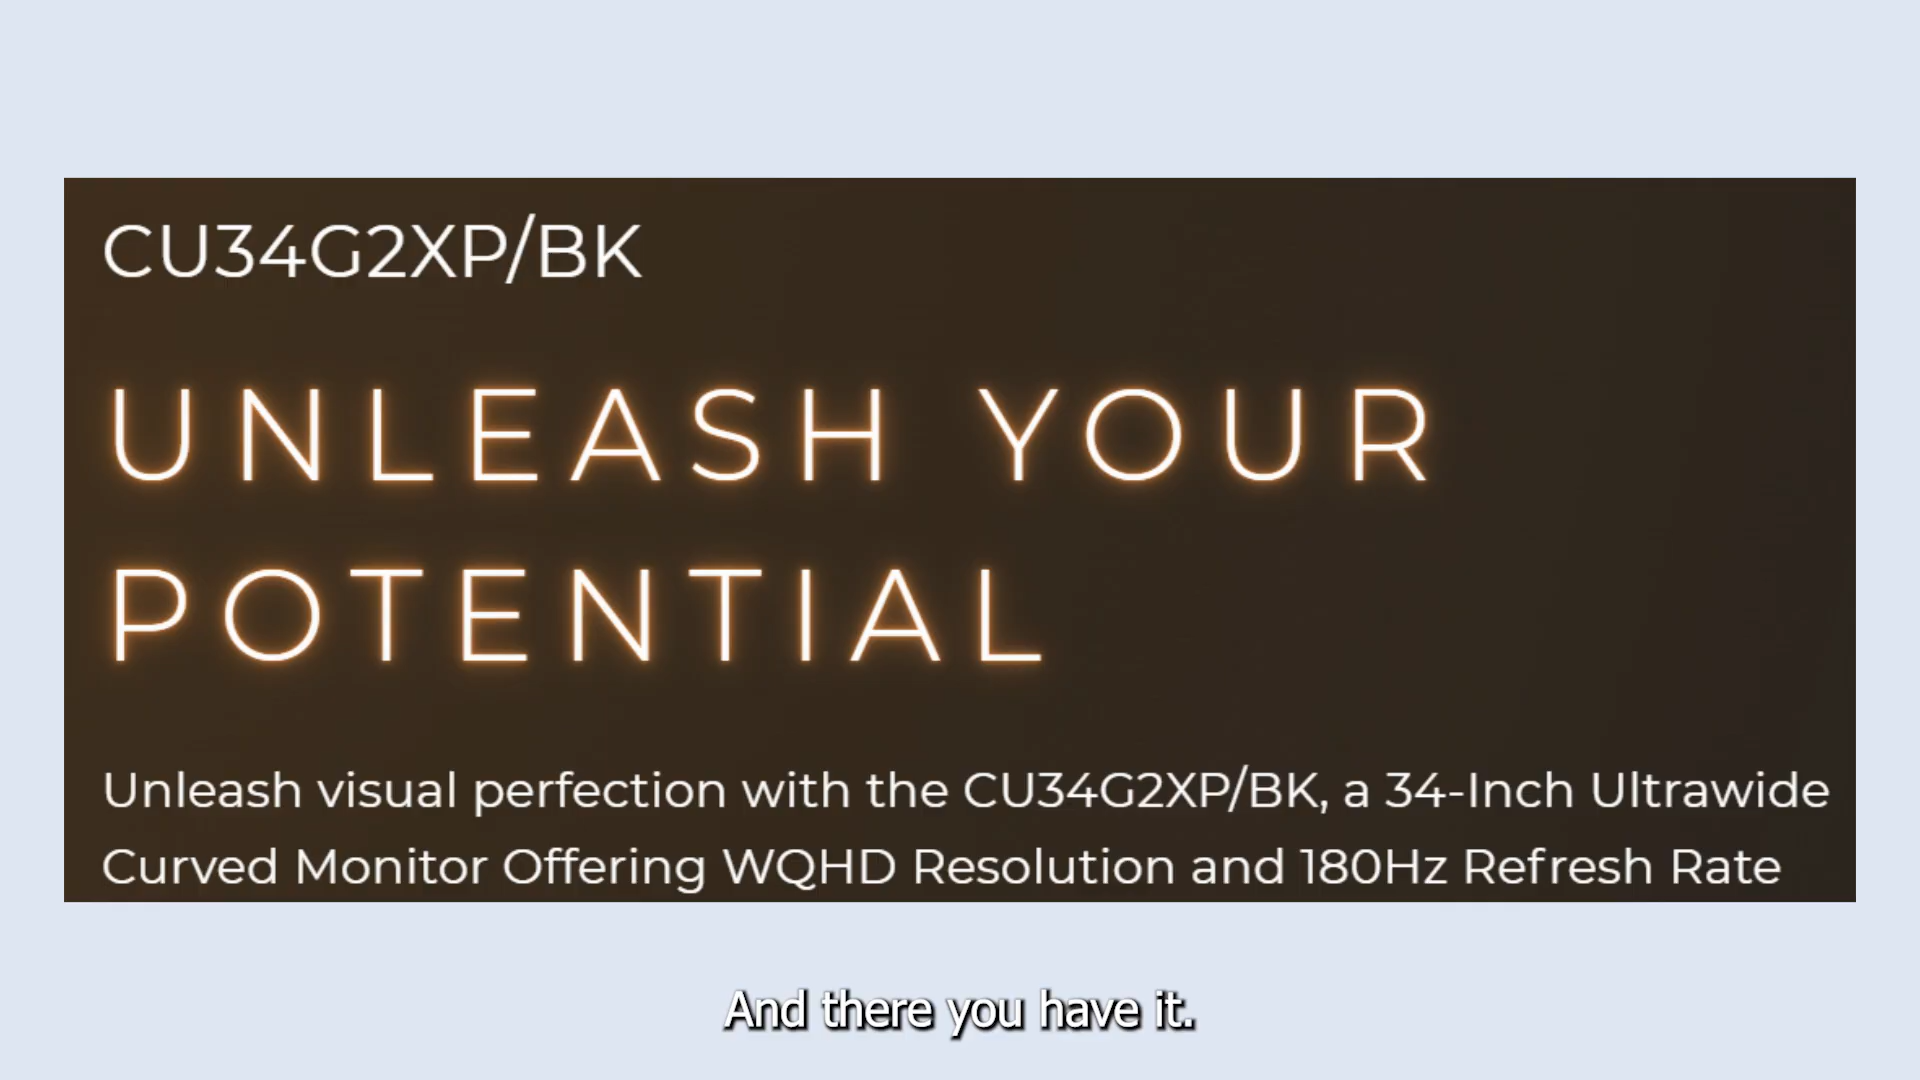 CU34G2XP/BK
UNLEASH YOUR
POTENTIAL
Unleash visual perfection with the CU34G2XP/BK, a 34-Inch Ultrawide
Curved Monitor Offering WQHD Resolution and 180Hz Refresh Rate
And there you have it.